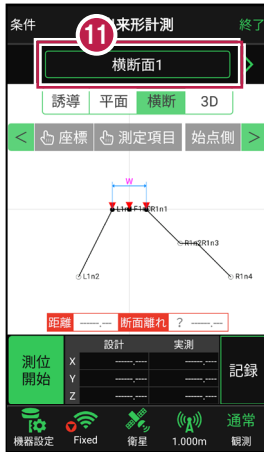 条件 出来形計測 終了
11
横断面1
誘導 平面 横断 3D
< 座標 測定項目 始点側 >
W
R1n1
R1n2R1n3
L1n2
R1n4
距離 -----.--- 断面離れ ? -----.---
設計 実測
測位開始
X -----.--- -----.---
Y -----.--- -----.---
Z -----.--- -----.---
記録
機器設定 Fixed 衛星 1.000m 通常観測